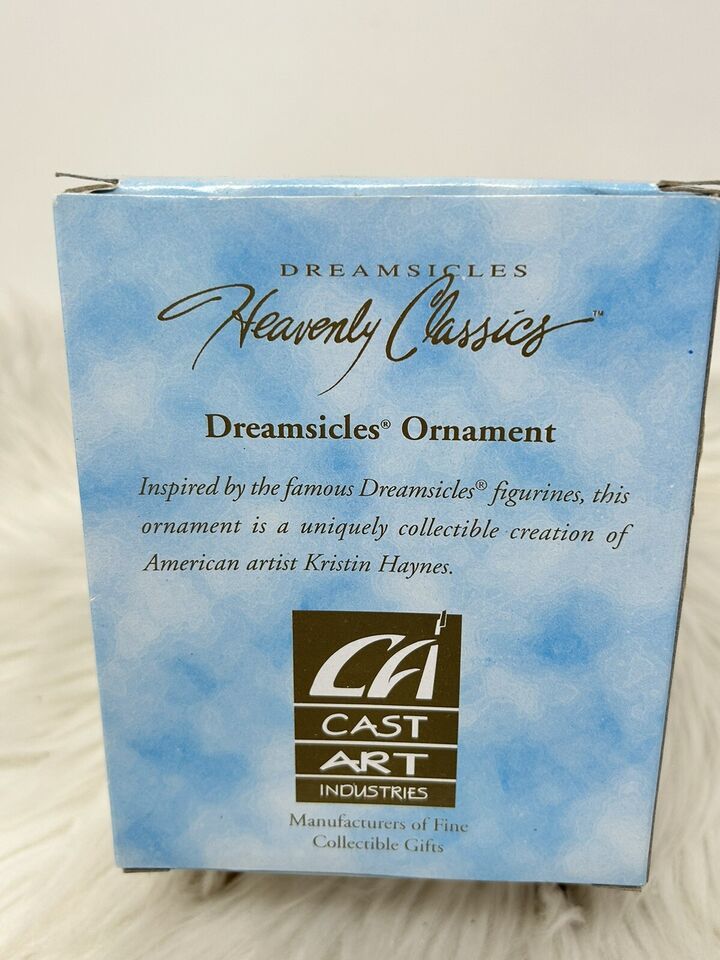 DREAMSICLES
Heavenly Classics™
Dreamsicles® Ornament
Inspired by the famous Dreamsicles® figurines, this
ornament is a uniquely collectible creation of
American artist Kristin Haynes.
CA
CAST
ART
INDUSTRIES
Manufacturers of Fine
Collectible Gifts